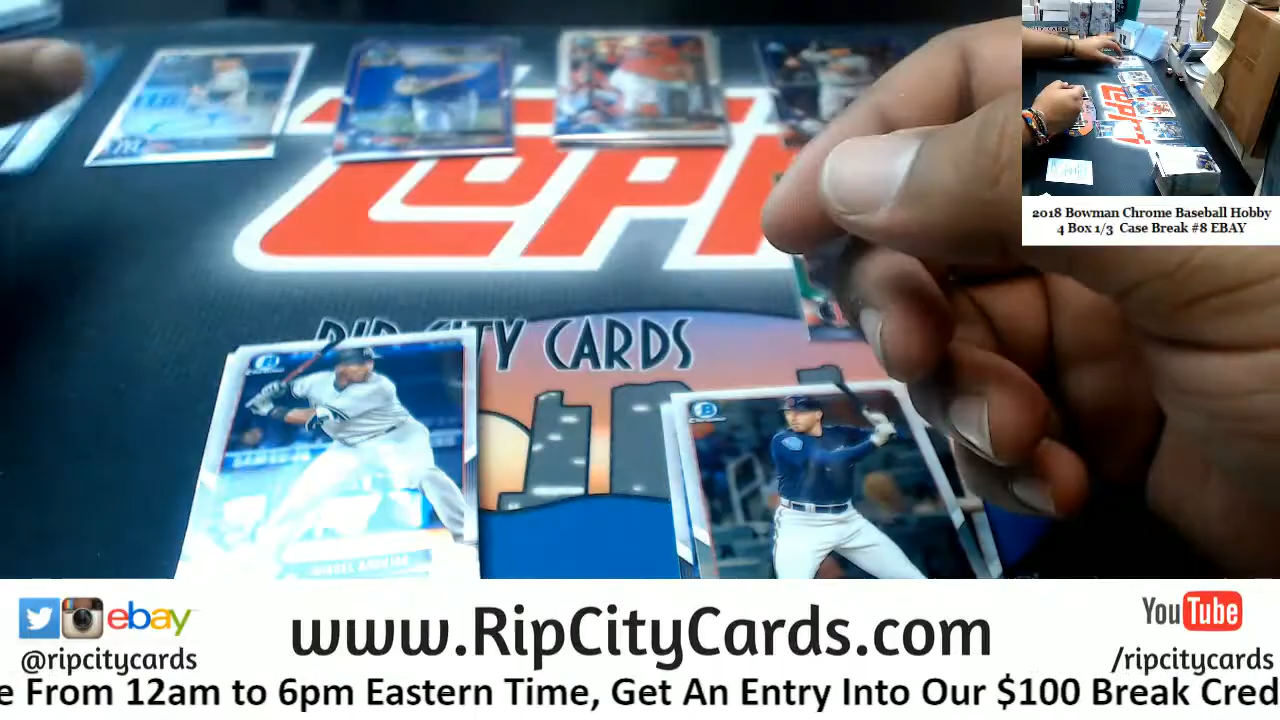 RIP CITY CARDS
2018 Bowman Chrome Baseball Hobby
4 Box 1/3 Case Break #8 EBAY
ebay
@ripcitycards
www.RipCityCards.com
YouTube
/ripcitycards
e From 12am to 6pm Eastern Time, Get An Entry Into Our $100 Break Cred